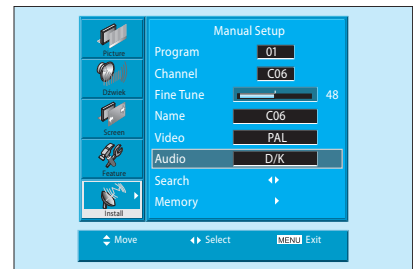 Manual Setup
Picture
Dźwiek
Screen
Feature
Install
Program 01
Channel C06
Fine Tune 48
Name C06
Video PAL
Audio D/K
Search
Memory
Move Select MENU Exit